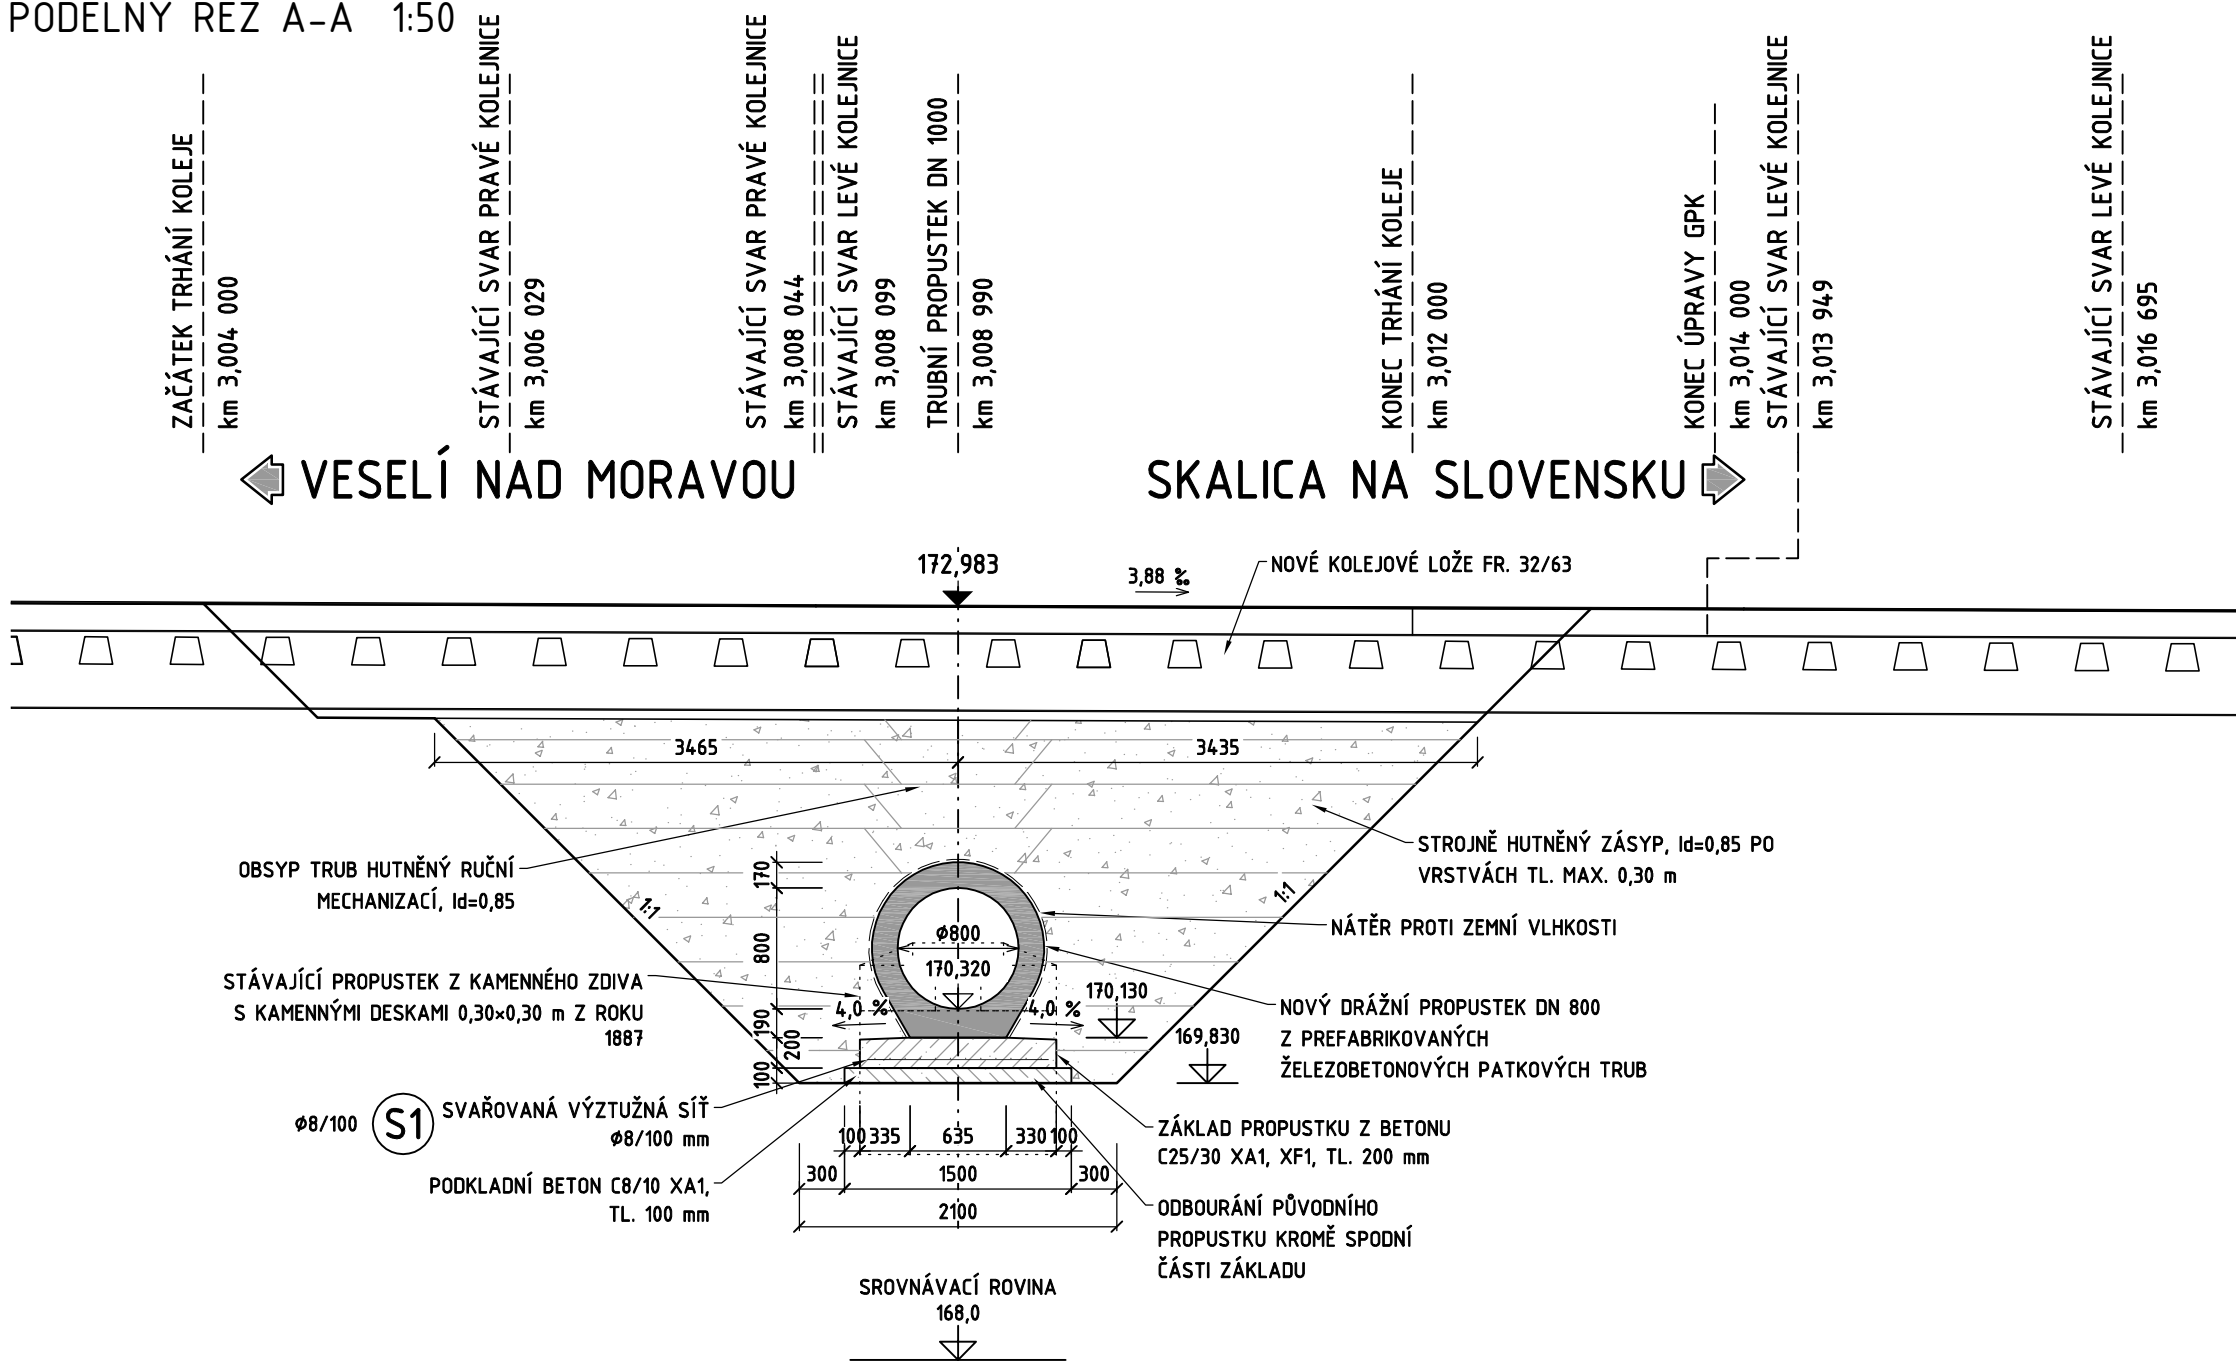 PODÉLNÝ ŘEZ A-A 1:50
ZAČÁTEK TRHÁNÍ KOLEJE
km 3,004 000
STÁVAJÍCÍ SVAR PRAVÉ KOLEJNICE
km 3,006 029
STÁVAJÍCÍ SVAR PRAVÉ KOLEJNICE
km 3,008 044
STÁVAJÍCÍ SVAR LEVÉ KOLEJNICE
km 3,008 099
TRUBNÍ PROPUSTEK DN 1000
km 3,008 990
KONEC TRHÁNÍ KOLEJE
km 3,012 000
KONEC ÚPRAVY GPK
km 3,014 000
STÁVAJÍCÍ SVAR LEVÉ KOLEJNICE
km 3,013 949
STÁVAJÍCÍ SVAR LEVÉ KOLEJNICE
km 3,016 695
VESELÍ NAD MORAVOU
SKALICA NA SLOVENSKU
172,983
3,88 ‰
NOVÉ KOLEJOVÉ LOŽE FR. 32/63
3465
3435
OBSYP TRUB HUTNĚNÝ RUČNÍ
MECHANIZACÍ, Id=0,85
STROJNĚ HUTNĚNÝ ZÁSYP, Id=0,85 PO
VRSTVÁCH TL. MAX. 0,30 m
1:1
1:1
170
800
190
200
100
NÁTĚR PROTI ZEMNÍ VLHKOSTI
ø800
170,320
STÁVAJÍCÍ PROPUSTEK Z KAMENNÉHO ZDIVA
S KAMENNÝMI DESKAMI 0,30×0,30 m Z ROKU
1887
4,0 %
4,0 %
170,130
169,830
NOVÝ DRÁŽNÍ PROPUSTEK DN 800
Z PREFABRIKOVANÝCH
ŽELEZOBETONOVÝCH PATKOVÝCH TRUB
ø8/100
S1
SVAŘOVANÁ VÝZTUŽNÁ SÍŤ
ø8/100 mm
100 335 635 330 100
ZÁKLAD PROPUSTKU Z BETONU
C25/30 XA1, XF1, TL. 200 mm
PODKLADNÍ BETON C8/10 XA1,
TL. 100 mm
300 1500 300
2100
ODBOURÁNÍ PŮVODNÍHO
PROPUSTKU KROMĚ SPODNÍ
ČÁSTI ZÁKLADU
SROVNÁVACÍ ROVINA
168,0